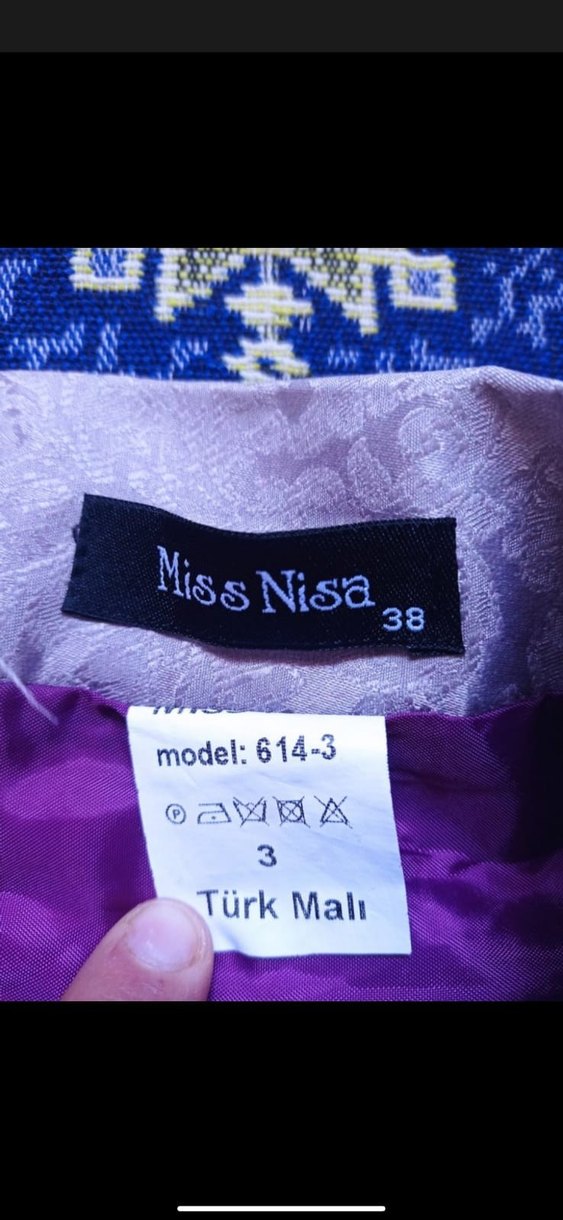 Miss Nisa
38
model: 614-3
P
3
Türk Malı